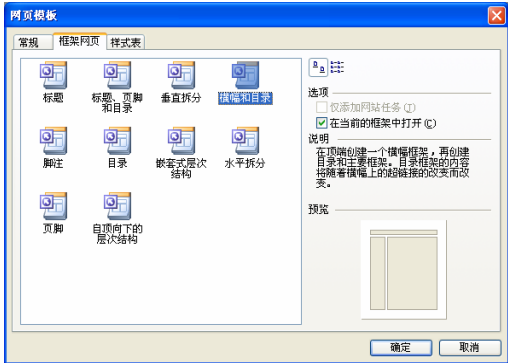 网页模板
常规 框架网页 样式表
标题
标题、页脚
和目录
垂直拆分
横幅和目录
脚注
目录
嵌套式层次
结构
水平拆分
页脚
自顶向下的
层次结构
选项
仅添加网站任务(T)
在当前的框架中打开(C)
说明
在顶端创建一个横幅框架，再创建
目录和主要框架。目录框架的内容
将随着横幅上的超链接的改变而改
变。
预览
确定 取消